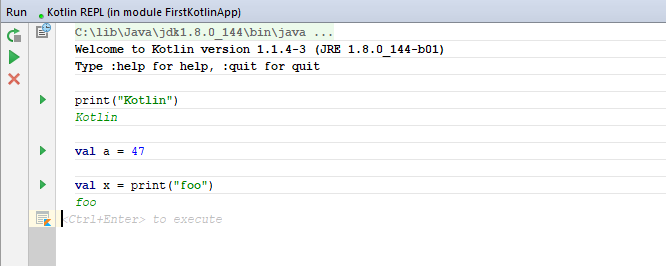 Run Kotlin REPL (in module FirstKotlinApp)
C:\lib\Java\jdk1.8.0_144\bin\java ...
Welcome to Kotlin version 1.1.4-3 (JRE 1.8.0_144-b01)
Type :help for help, :quit for quit
print("Kotlin")
Kotlin
val a = 47
val x = print("foo")
foo
<Ctrl+Enter> to execute